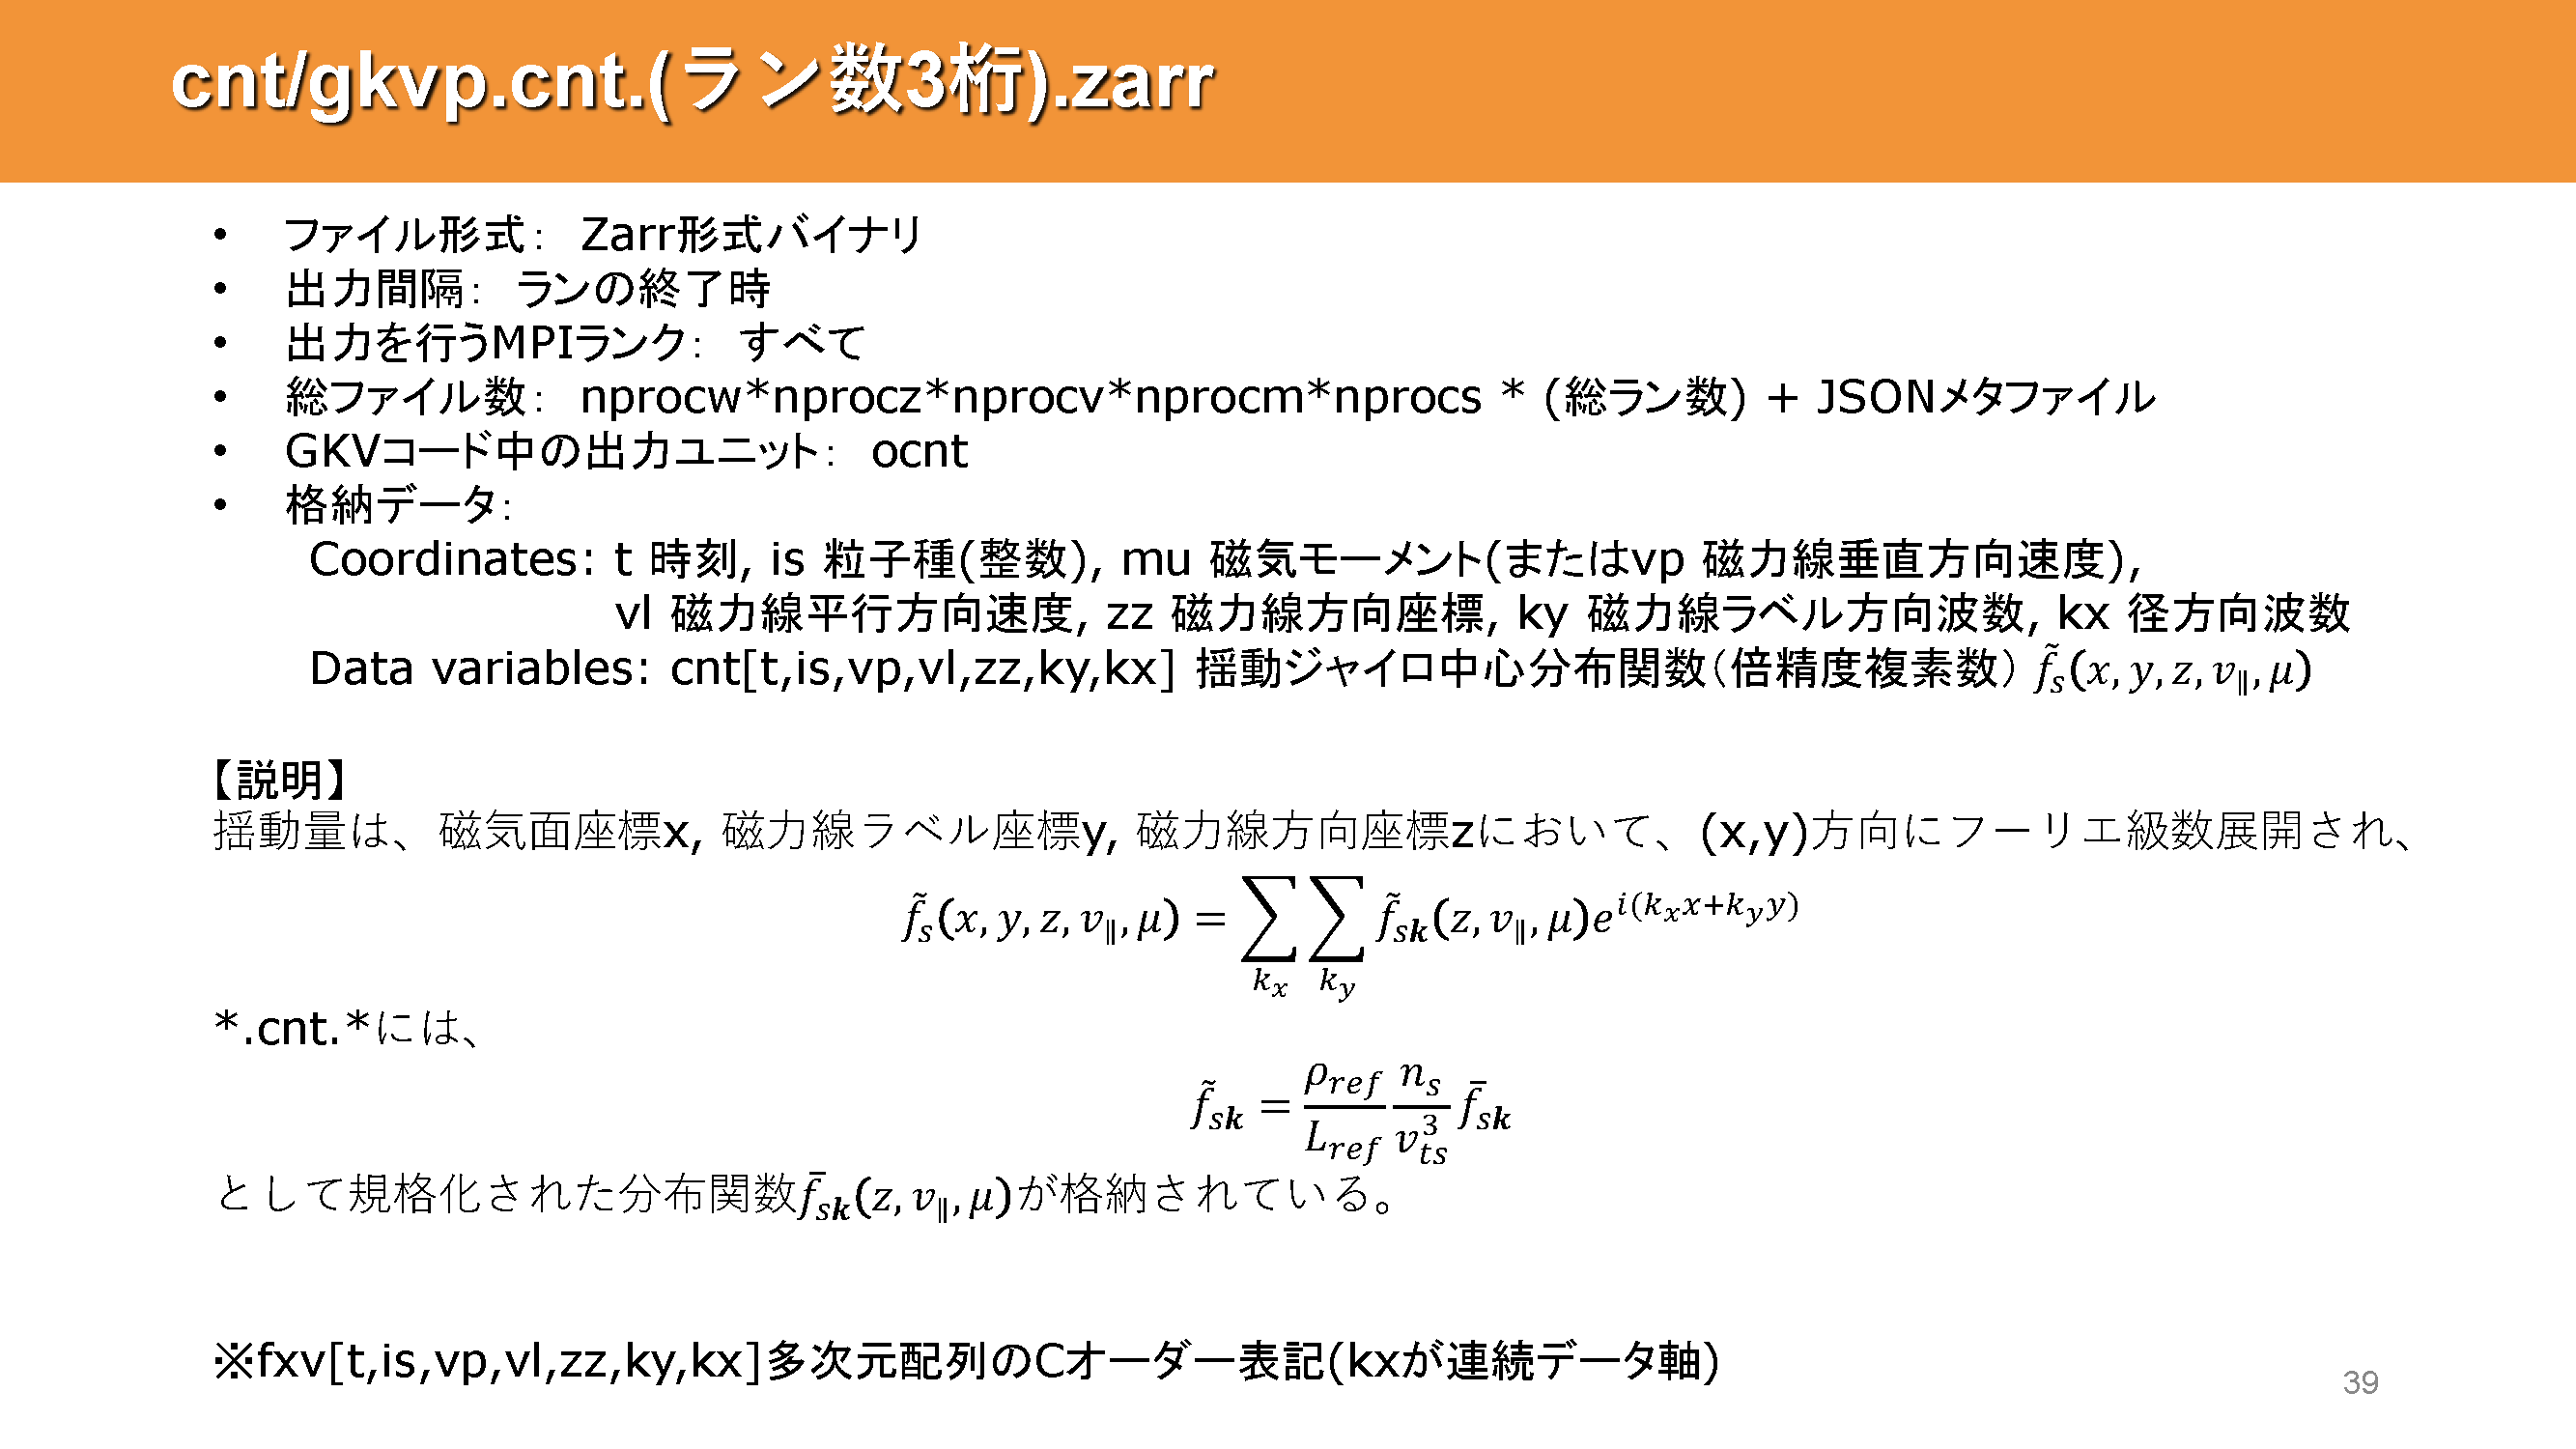 cnt/gkvp.cnt.(ラン数3桁).zarr
• ファイル形式： Zarr形式バイナリ
• 出力間隔： ランの終了時
• 出力を行うMPIランク： すべて
• 総ファイル数： nprocw*nprocz*nprocv*nprocm*nprocs * (総ラン数) + JSONメタファイル
• GKVコード中の出力ユニット： ocnt
• 格納データ：
Coordinates: t 時刻, is 粒子種(整数), mu 磁気モーメント(またはvp 磁力線垂直方向速度),
vl 磁力線平行方向速度, zz 磁力線方向座標, ky 磁力線ラベル方向波数, kx 径方向波数
Data variables: cnt[t,is,vp,vl,zz,ky,kx] 揺動ジャイロ中心分布関数（倍精度複素数） $\tilde{f}_s(x, y, z, v_\parallel, \mu)$
【説明】
揺動量は、磁気面座標x, 磁力線ラベル座標y, 磁力線方向座標zにおいて、(x,y)方向にフーリエ級数展開され、
$\tilde{f}_s(x, y, z, v_\parallel, \mu) = \sum_{k_x} \sum_{k_y} \tilde{f}_{s\boldsymbol{k}}(z, v_\parallel, \mu) e^{i(k_x x + k_y y)}$
*.cnt.*には、
$\tilde{f}_{s\boldsymbol{k}} = \frac{\rho_{ref}}{L_{ref}} \frac{n_s}{v_{ts}^3} \bar{f}_{s\boldsymbol{k}}$
として規格化された分布関数$\bar{f}_{s\boldsymbol{k}}(z, v_\parallel, \mu)$が格納されている。
※fxv[t,is,vp,vl,zz,ky,kx]多次元配列のCオーダー表記(kxが連続データ軸)
39